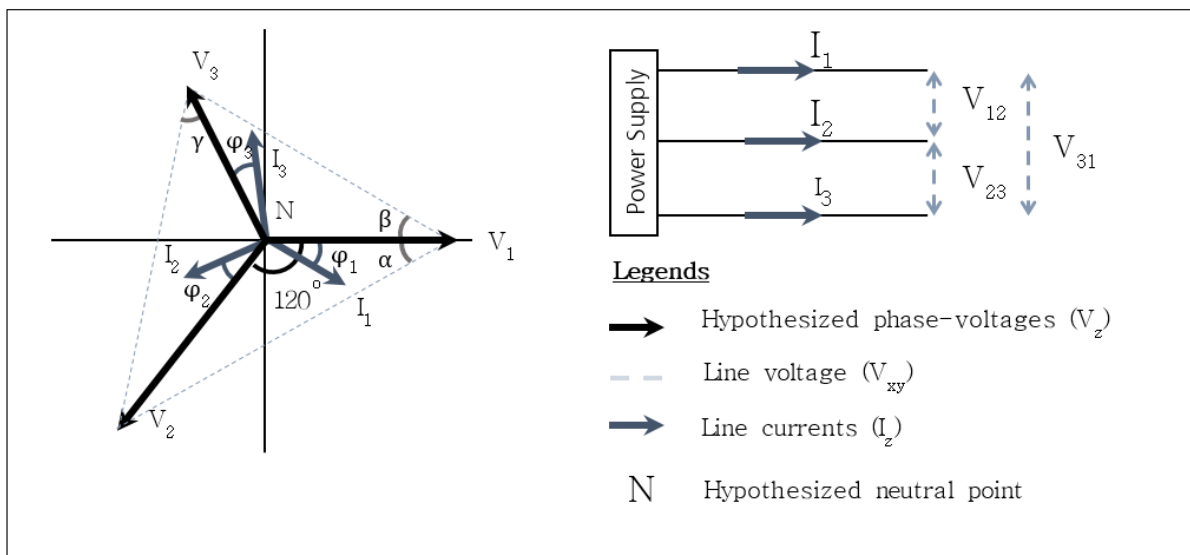 V3
γ
φ3
I3
N
β
V1
I2
φ1
α
φ2
120°
I1
V2
Power Supply
I1
I2
I3
V12
V23
V31
Legends
Hypothesized phase-voltages (Vz)
Line voltage (Vxy)
Line currents (Iz)
N Hypothesized neutral point